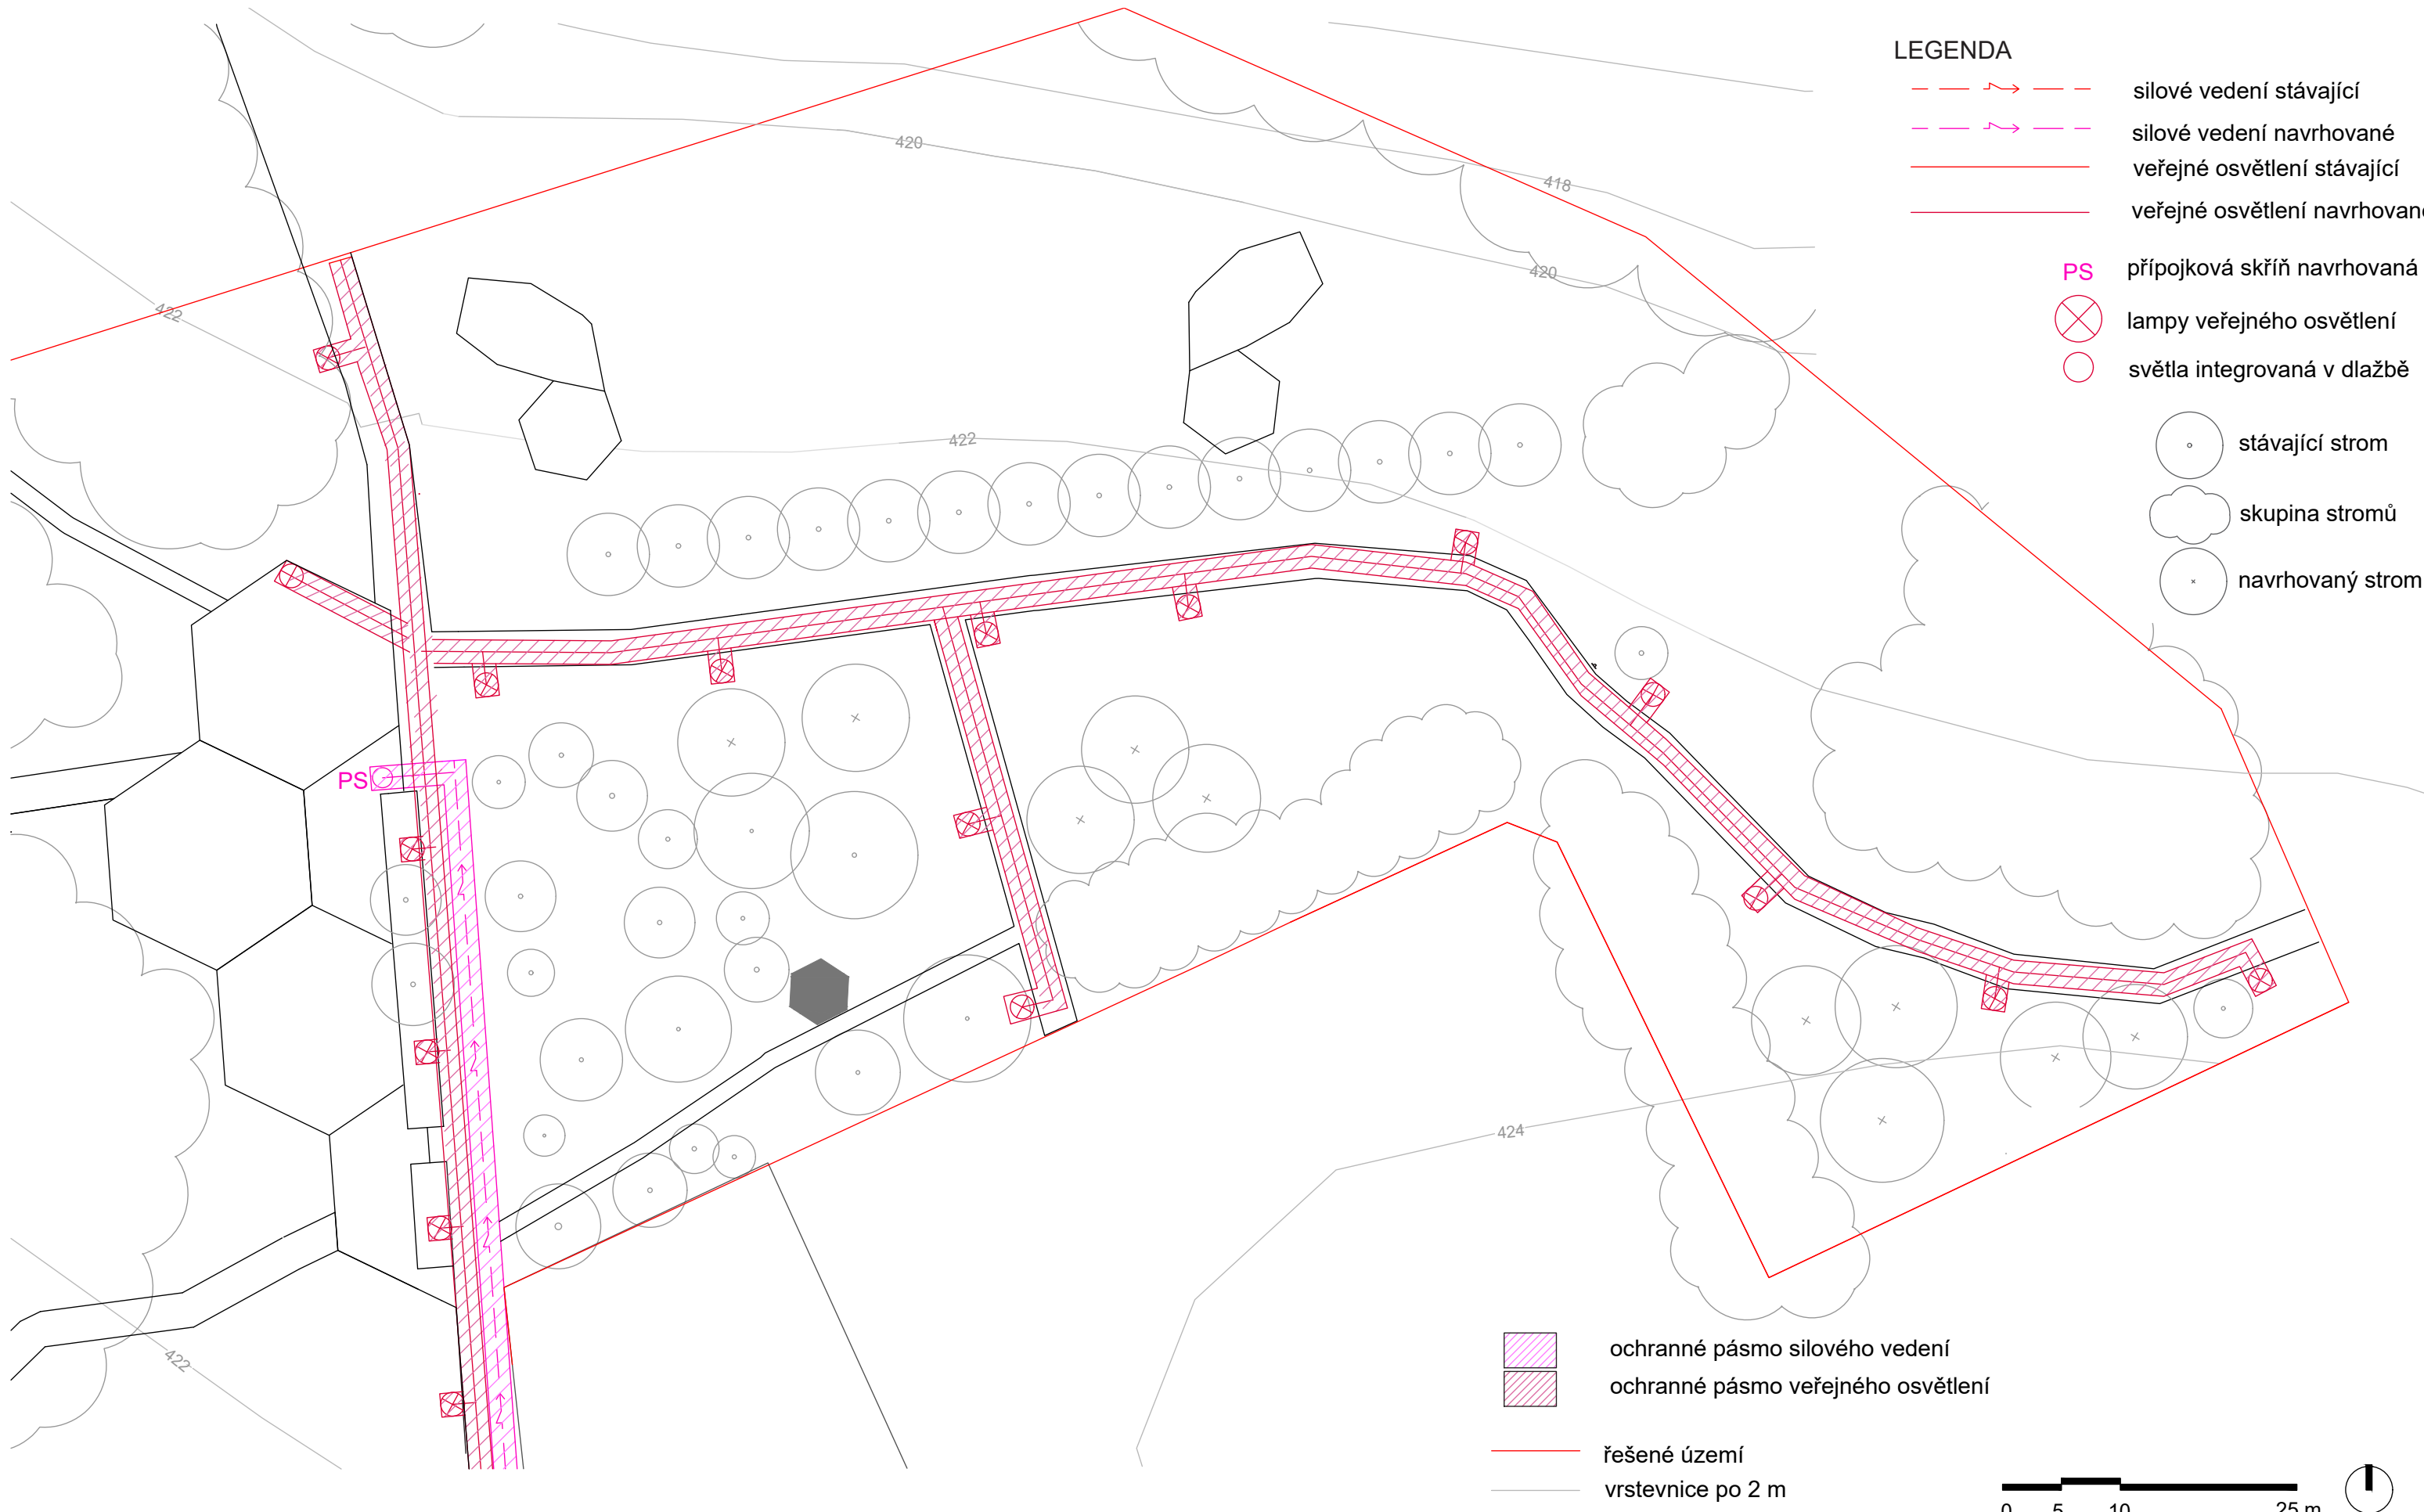 LEGENDA
silové vedení stávající
silové vedení navrhované
veřejné osvětlení stávající
veřejné osvětlení navrhované
PS přípojková skříň navrhovaná
lampy veřejného osvětlení
světla integrovaná v dlažbě
stávající strom
skupina stromů
navrhovaný strom
420
418
420
422
422
PS
424
422
ochranné pásmo silového vedení
ochranné pásmo veřejného osvětlení
řešené území
vrstevnice po 2 m
0 5 10 25 m